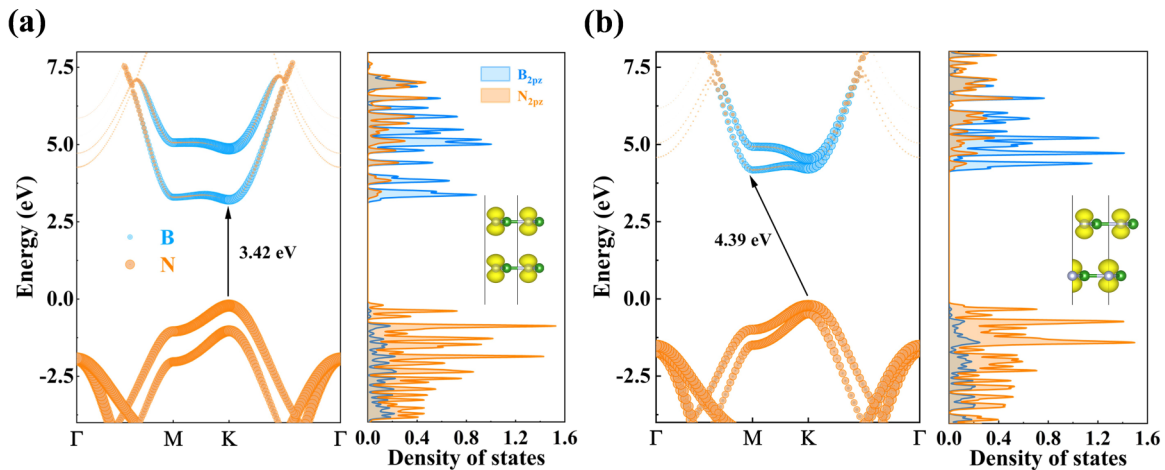 (a)
Energy (eV)
7.5
5.0
2.5
0.0
-2.5
B
N
3.42 eV
Γ
M
K
Γ
B2pz
N2pz
0.0
0.4
0.8
1.2
1.6
Density of states
(b)
Energy (eV)
7.5
5.0
2.5
0.0
-2.5
4.39 eV
Γ
M
K
Γ
0.0
0.4
0.8
1.2
1.6
Density of states